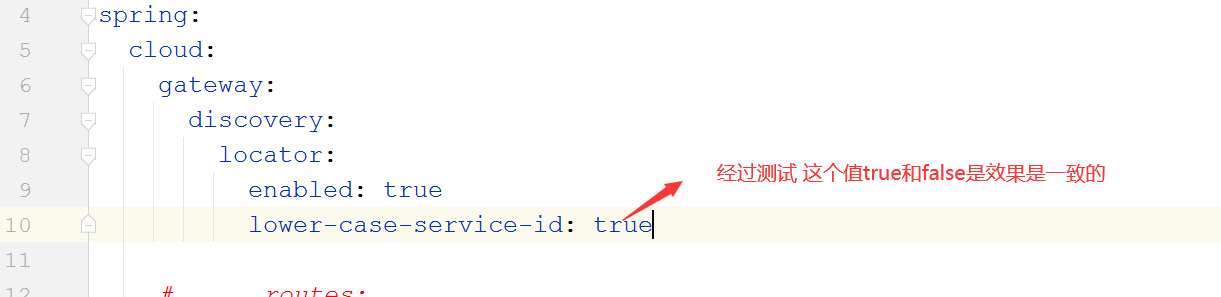 4 spring:
5 cloud:
6 gateway:
7 discovery:
8 locator:
9 enabled: true
10 lower-case-service-id: true
经过测试 这个值true和false是效果是一致的
11
12 # routes: